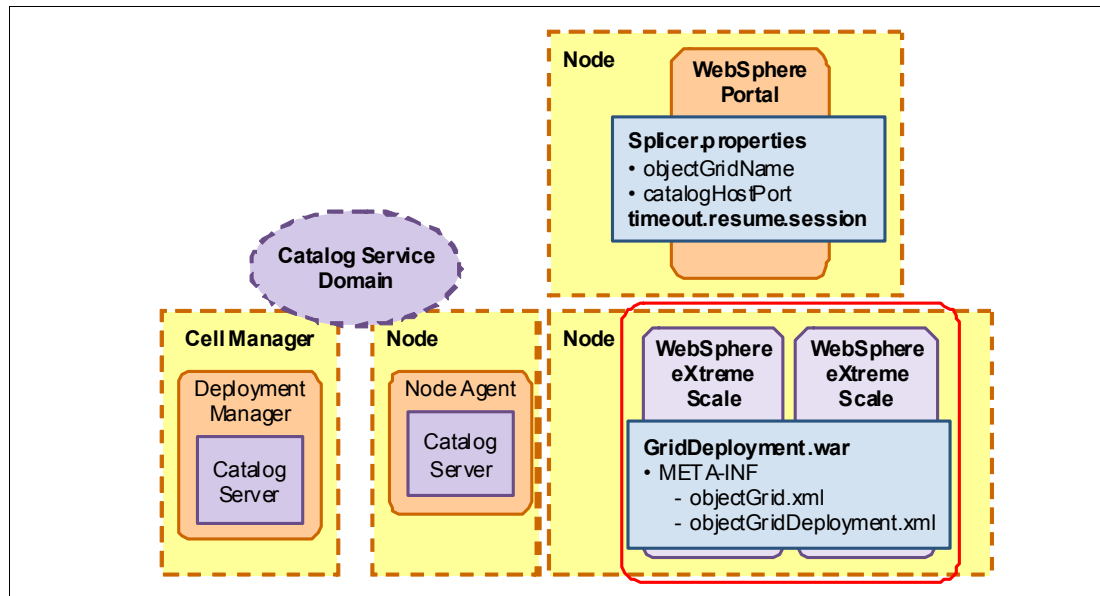 Node
WebSphere
Portal
Splicer.properties
• objectGridName
• catalogHostPort
timeout.resume.session
Catalog Service
Domain
Cell Manager
Deployment
Manager
Catalog
Server
Node
Node Agent
Catalog
Server
Node
WebSphere
eXtreme
Scale
WebSphere
eXtreme
Scale
GridDeployment.war
• META-INF
- objectGrid.xml
- objectGridDeployment.xml